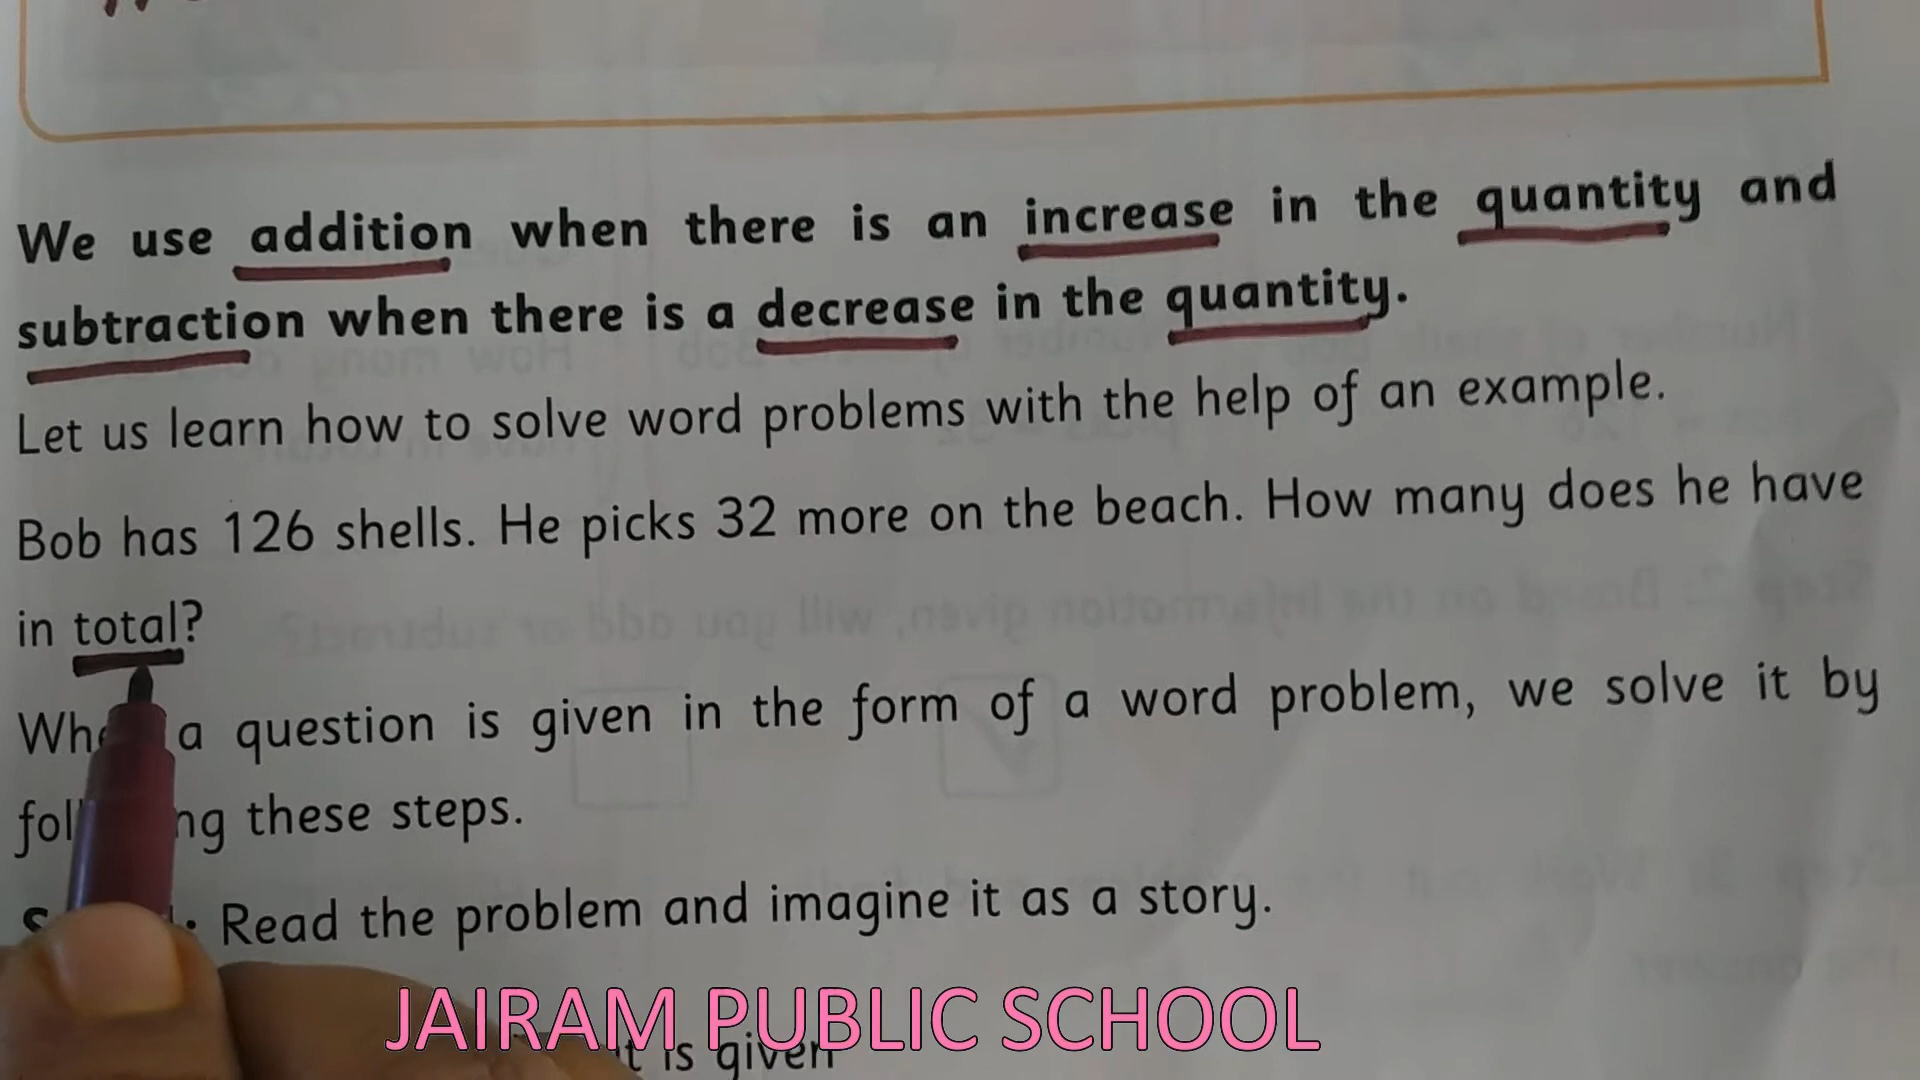 We use addition when there is an increase in the quantity and
subtraction when there is a decrease in the quantity.
Let us learn how to solve word problems with the help of an example.
Bob has 126 shells. He picks 32 more on the beach. How many does he have
in total?
a question is given in the form of a word problem, we solve it by
these steps.
Read the problem and imagine it as a story.
JAIRAM PUBLIC SCHOOL
is given